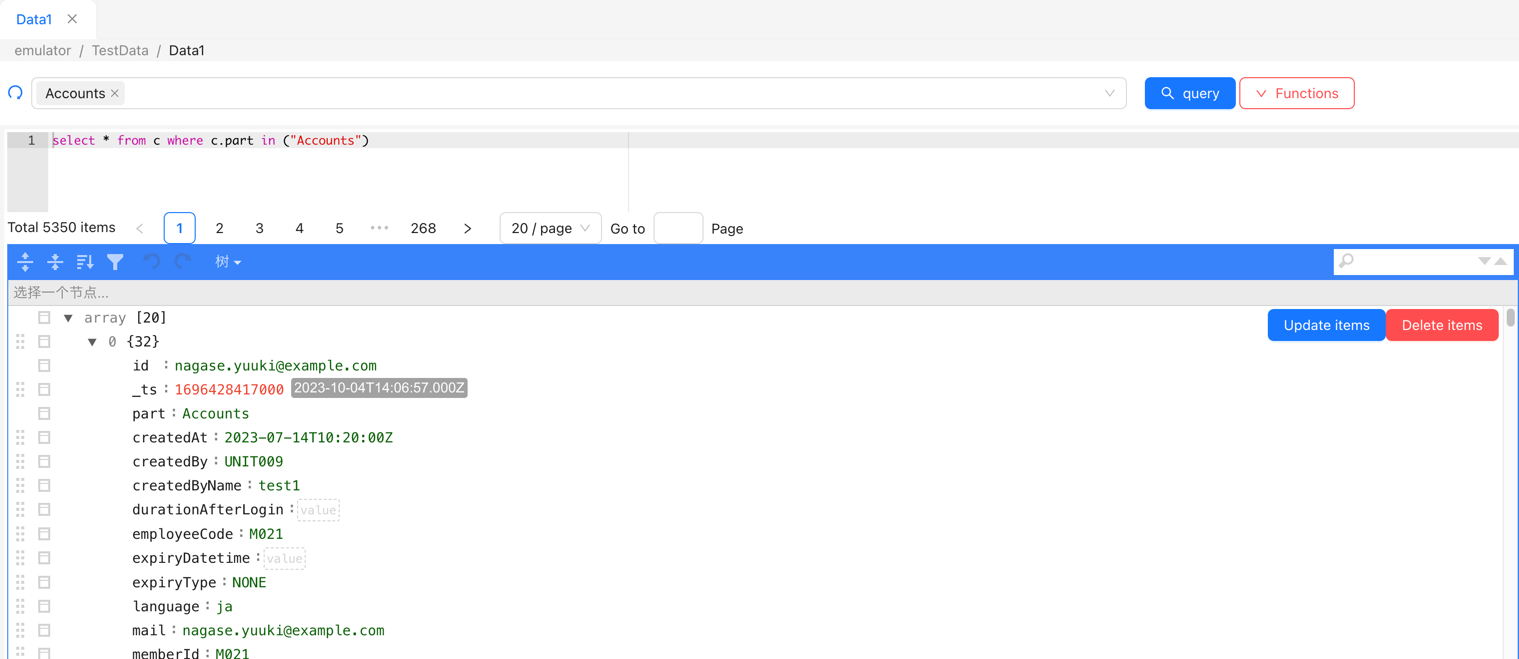 Data1
emulator / TestData / Data1
Accounts
query
Functions
1 select * from c where c.part in ("Accounts")
Total 5350 items < 1 2 3 4 5 ••• 268 > 20 / page Go to Page
树
选择一个节点...
array [20]
Update items Delete items
0 {32}
id : nagase.yuuki@example.com
_ts : 1696428417000 2023-10-04T14:06:57.000Z
part : Accounts
createdAt : 2023-07-14T10:20:00Z
createdBy : UNIT009
createdByName : test1
durationAfterLogin : value
employeeCode : M021
expiryDatetime : value
expiryType : NONE
language : ja
mail : nagase.yuuki@example.com
memberId : M021